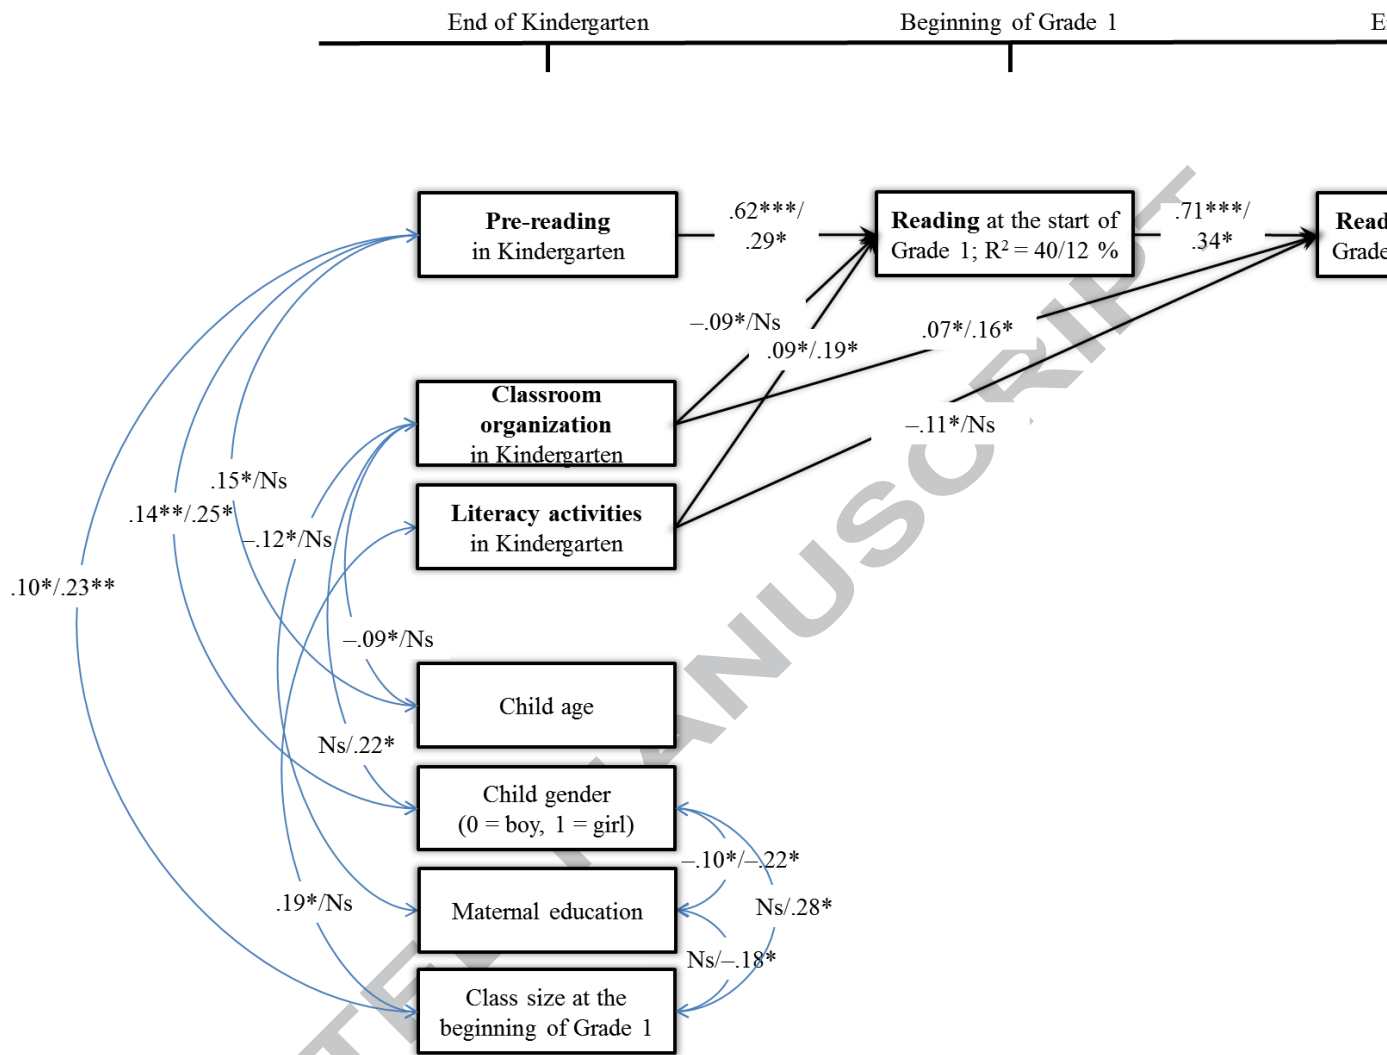 End of Kindergarten
Beginning of Grade 1
Pre-reading
in Kindergarten
.62***/
.29*
Reading at the start of
Grade 1; R² = 40/12 %
.71***/
.34*
Read
Grade
–.09*/Ns
.09*/.19*
.07*/.16*
–.11*/Ns
Classroom
organization
in Kindergarten
Literacy activities
in Kindergarten
.15*/Ns
.14**/.25*
–.12*/Ns
.10*/.23**
–.09*/Ns
Child age
Ns/.22*
Child gender
(0 = boy, 1 = girl)
–.10*/–.22*
Maternal education
.19*/Ns
Ns/.28*
Ns/–.18*
Class size at the
beginning of Grade 1